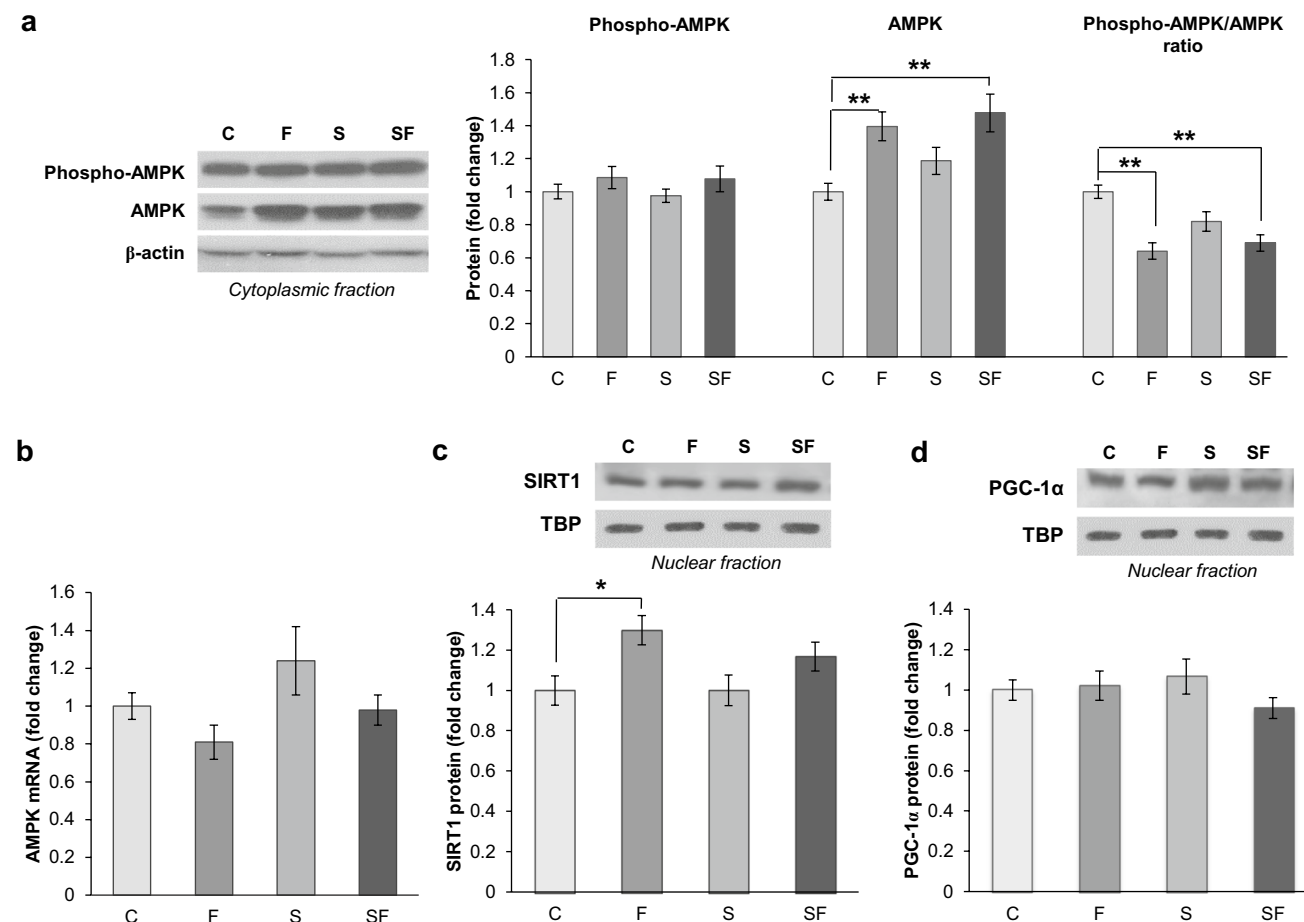 a
Phospho-AMPK
AMPK
Phospho-AMPK/AMPK
ratio
C F S SF
Phospho-AMPK
AMPK
β-actin
Cytoplasmic fraction
Protein (fold change)
1.8
1.6
1.4
1.2
1
0.8
0.6
0.4
0.2
0
**
**
**
**
C F S SF
C F S SF
C F S SF
b
AMPK mRNA (fold change)
1.6
1.4
1.2
1
0.8
0.6
0.4
0.2
0
C F S SF
c
C F S SF
SIRT1
TBP
Nuclear fraction
SIRT1 protein (fold change)
1.4
1.2
1
0.8
0.6
0.4
0.2
0
*
C F S SF
d
C F S SF
PGC-1α
TBP
Nuclear fraction
PGC-1α protein (fold change)
1.4
1.2
1
0.8
0.6
0.4
0.2
0
C F S SF